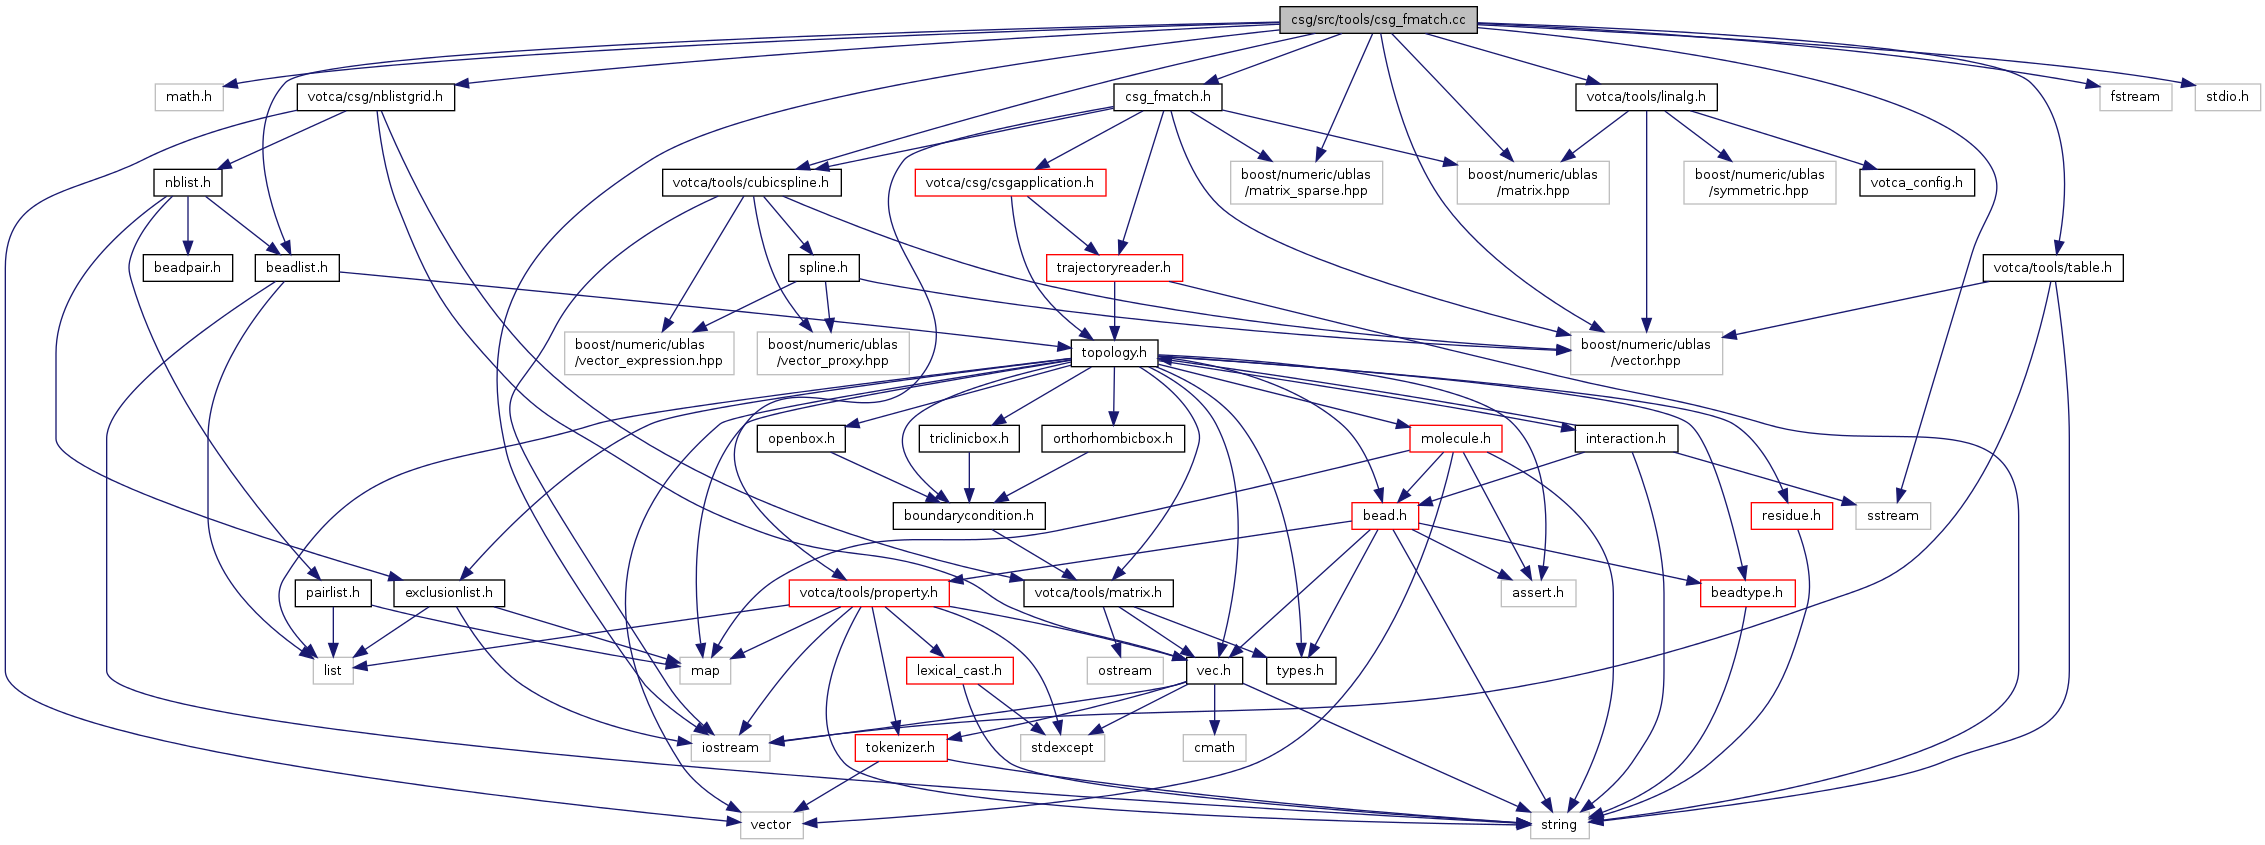 csg/src/tools/csg_fmatch.cc
math.h
votca/csg/nblistgrid.h
csg_fmatch.h
votca/tools/linalg.h
fstream
stdio.h
nblist.h
votca/tools/cubicspline.h
votca/csg/csgapplication.h
boost/numeric/ublas
/matrix_sparse.hpp
boost/numeric/ublas
/matrix.hpp
boost/numeric/ublas
/symmetric.hpp
votca_config.h
beadpair.h
beadlist.h
spline.h
trajectoryreader.h
votca/tools/table.h
boost/numeric/ublas
/vector_expression.hpp
boost/numeric/ublas
/vector_proxy.hpp
topology.h
boost/numeric/ublas
/vector.hpp
openbox.h
triclinicbox.h
orthorhombicbox.h
molecule.h
interaction.h
boundarycondition.h
bead.h
residue.h
sstream
pairlist.h
exclusionlist.h
votca/tools/property.h
votca/tools/matrix.h
assert.h
beadtype.h
list
map
lexical_cast.h
ostream
vec.h
types.h
iostream
tokenizer.h
stdexcept
cmath
vector
string